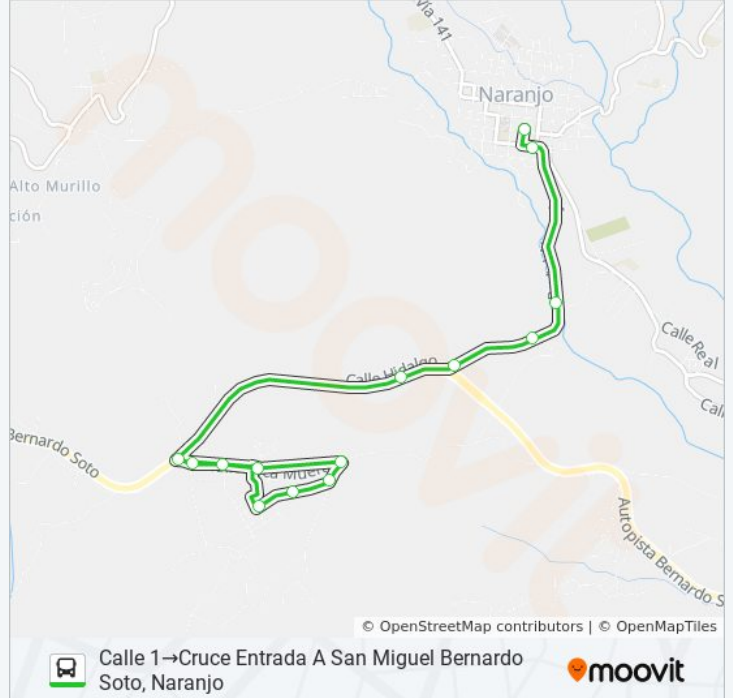 Vía 141
Naranjo
Alto Murillo
ción
Calle Real
Calle Hidalgo
Bernardo Soto
Autopista Bernardo S
© OpenStreetMap contributors | © OpenMapTiles
Calle 1→Cruce Entrada A San Miguel Bernardo
Soto, Naranjo
moovit
moovit